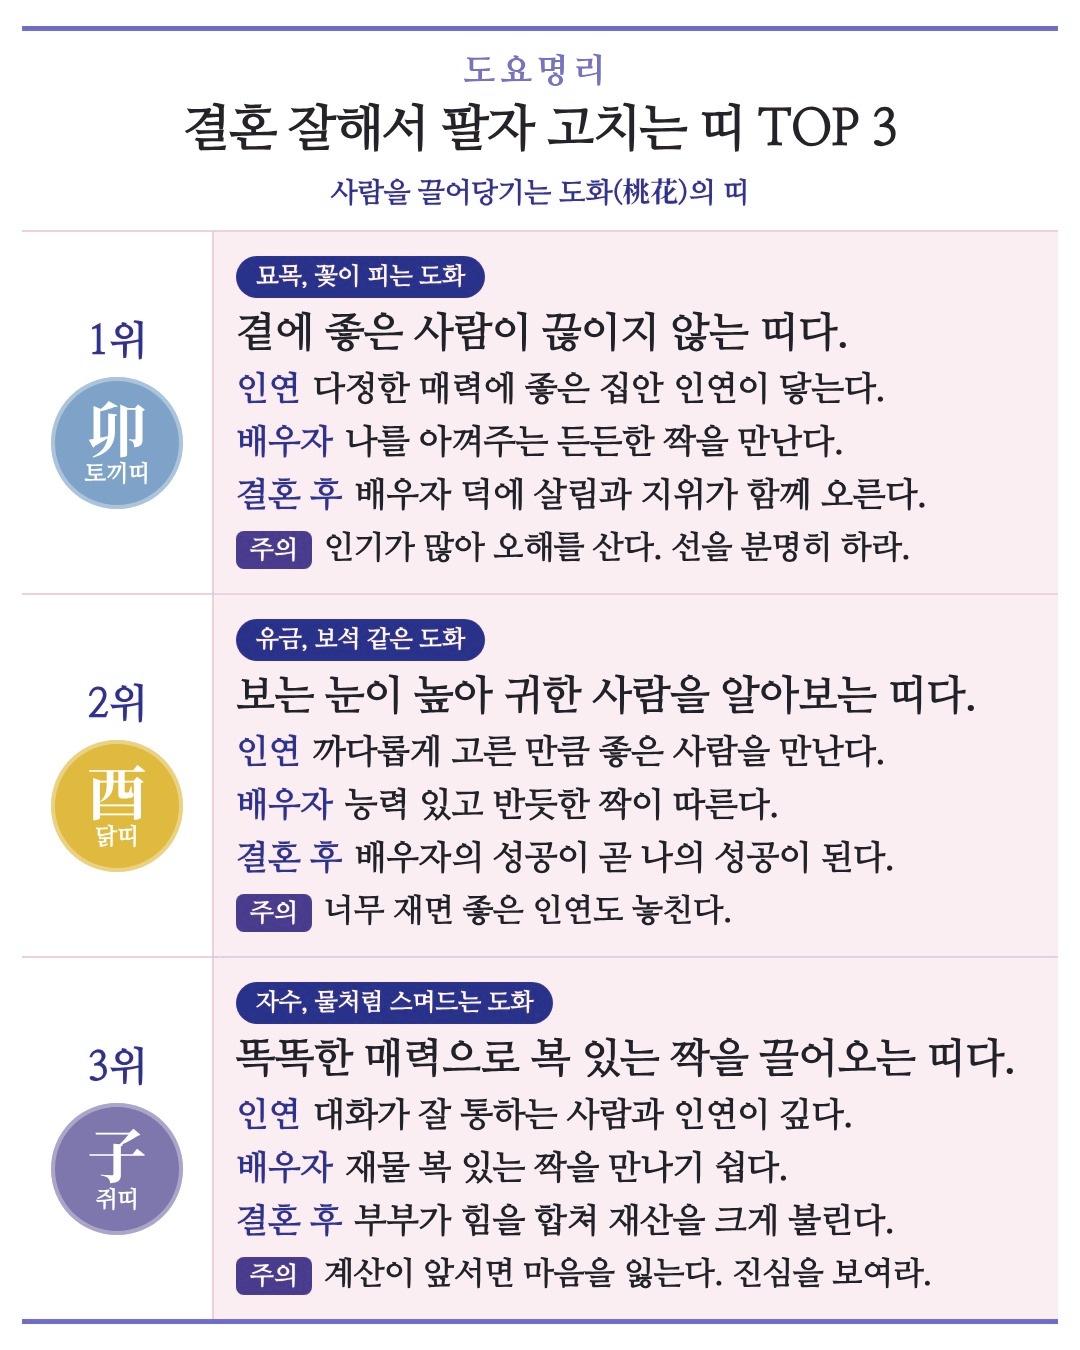 도요명리
결혼 잘해서 팔자 고치는 띠 TOP 3
사람을 끌어당기는 도화(桃花)의 띠
1위
卯
토끼띠
묘목, 꽃이 피는 도화
곁에 좋은 사람이 끊이지 않는 띠다.
인연 다정한 매력에 좋은 집안 인연이 닿는다.
배우자 나를 아껴주는 든든한 짝을 만난다.
결혼 후 배우자 덕에 살림과 지위가 함께 오른다.
주의 인기가 많아 오해를 산다. 선을 분명히 하라.
2위
酉
닭띠
유금, 보석 같은 도화
보는 눈이 높아 귀한 사람을 알아보는 띠다.
인연 까다롭게 고른 만큼 좋은 사람을 만난다.
배우자 능력 있고 반듯한 짝이 따른다.
결혼 후 배우자의 성공이 곧 나의 성공이 된다.
주의 너무 재면 좋은 인연도 놓친다.
3위
子
쥐띠
자수, 물처럼 스며드는 도화
똑똑한 매력으로 복 있는 짝을 끌어오는 띠다.
인연 대화가 잘 통하는 사람과 인연이 깊다.
배우자 재물 복 있는 짝을 만나기 쉽다.
결혼 후 부부가 힘을 합쳐 재산을 크게 불린다.
주의 계산이 앞서면 마음을 잃는다. 진심을 보여라.